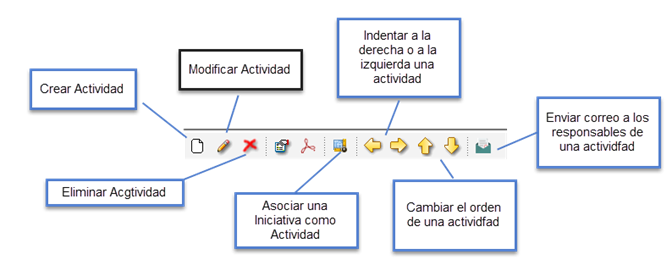 Indentar a la
derecha o a la
izquierda una
actividad
Modificar Actividad
Crear Actividad
Enviar correo a los
responsables de
una activifad
Eliminar Acgtividad
Asociar una
Iniciativa como
Actividad
Cambiar el orden
de una actividfad